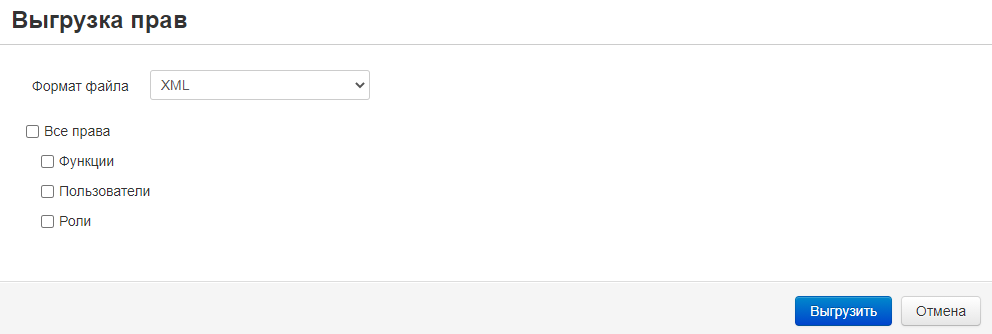 Выгрузка прав
Формат файла XML
Все права
Функции
Пользователи
Роли
Выгрузить Отмена